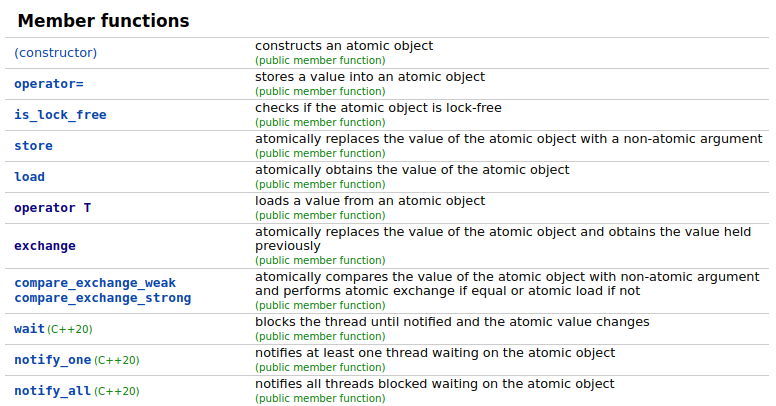 Member functions
(constructor) constructs an atomic object
(public member function)
operator= stores a value into an atomic object
(public member function)
is_lock_free checks if the atomic object is lock-free
(public member function)
store atomically replaces the value of the atomic object with a non-atomic argument
(public member function)
load atomically obtains the value of the atomic object
(public member function)
operator T loads a value from an atomic object
(public member function)
exchange atomically replaces the value of the atomic object and obtains the value held
previously
(public member function)
compare_exchange_weak atomically compares the value of the atomic object with non-atomic argument
compare_exchange_strong and performs atomic exchange if equal or atomic load if not
(public member function)
wait (C++20) blocks the thread until notified and the atomic value changes
(public member function)
notify_one (C++20) notifies at least one thread waiting on the atomic object
(public member function)
notify_all (C++20) notifies all threads blocked waiting on the atomic object
(public member function)